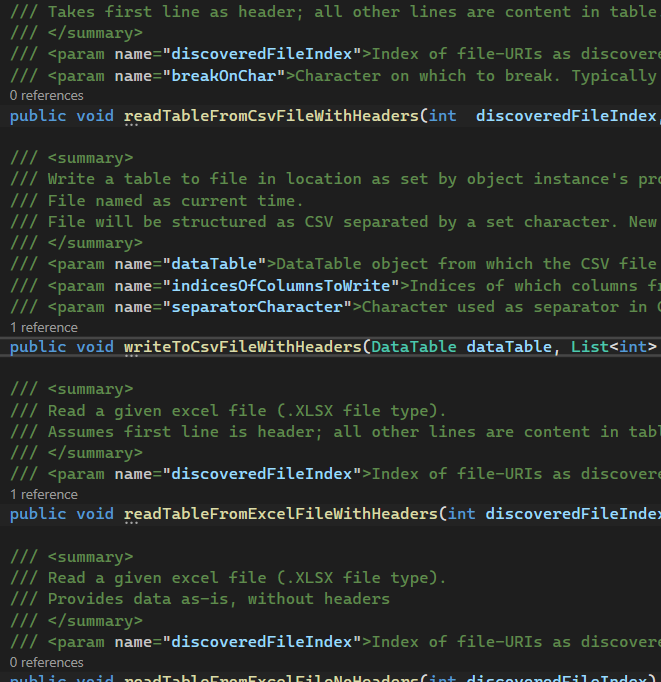 /// Takes first line as header; all other lines are content in table
/// </summary>
/// <param name="discoveredFileIndex">Index of file-URIs as discovere
/// <param name="breakOnChar">Character on which to break. Typically
0 references
public void readTableFromCsvFileWithHeaders(int  discoveredFileIndex,
/// <summary>
/// Write a table to file in location as set by object instance's pro
/// File named as current time.
/// File will be structured as CSV separated by a set character. New
/// </summary>
/// <param name="dataTable">DataTable object from which the CSV file
/// <param name="indicesOfColumnsToWrite">Indices of which columns fr
/// <param name="separatorCharacter">Character used as separator in C
1 reference
public void writeToCsvFileWithHeaders(DataTable dataTable, List<int>
/// <summary>
/// Read a given excel file (.XLSX file type).
/// Assumes first line is header; all other lines are content in tabl
/// </summary>
/// <param name="discoveredFileIndex">Index of file-URIs as discovere
1 reference
public void readTableFromExcelFileWithHeaders(int discoveredFileIndex
/// <summary>
/// Read a given excel file (.XLSX file type).
/// Provides data as-is, without headers
/// </summary>
/// <param name="discoveredFileIndex">Index of file-URIs as discovere
0 references
public void readTableFromExcelFileNoHeaders(int discoveredFileIndex)